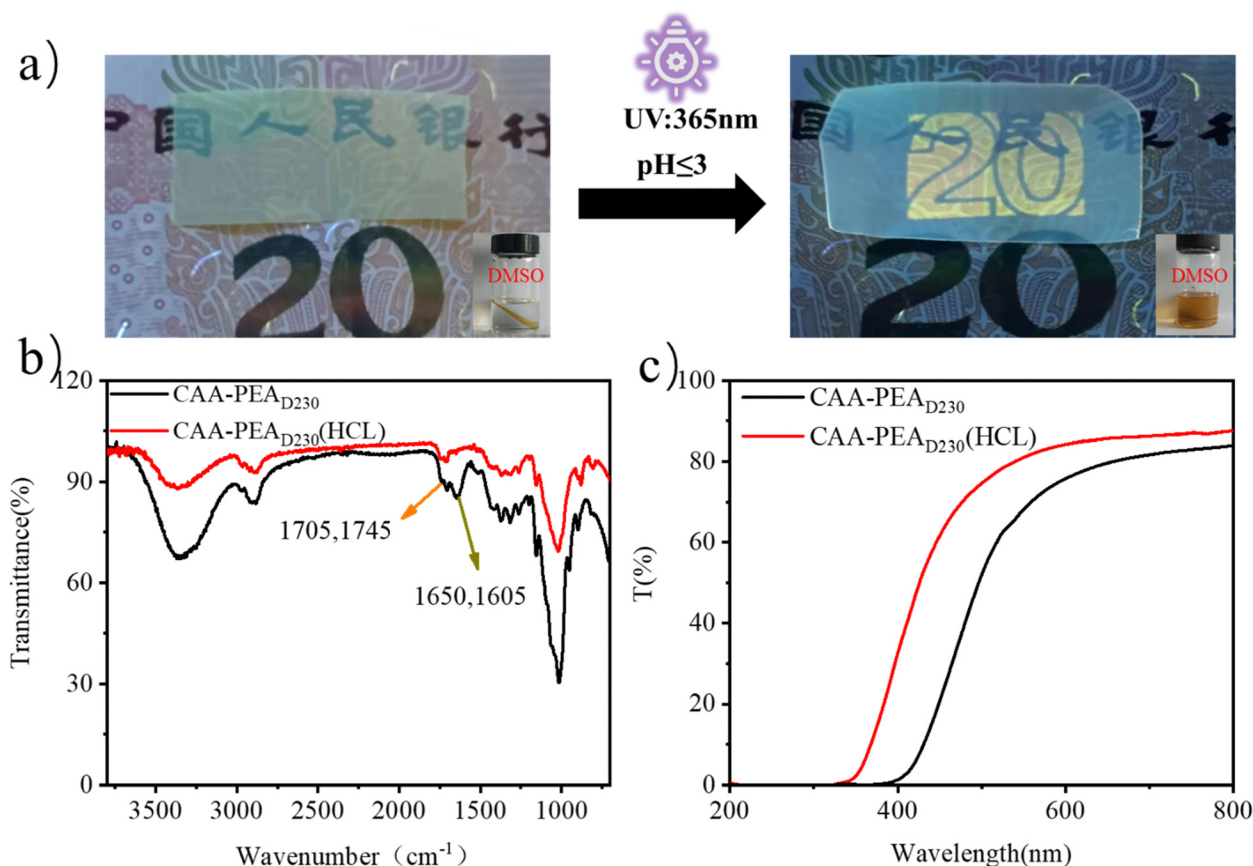 a)
中国人民银行
20
DMSO
UV:365nm
pH≤3
国人民银行
20
20
DMSO
b)
120
90
60
30
0
Transmittance(%)
CAA-PEAD230
CAA-PEAD230(HCL)
1705,1745
1650,1605
3500 3000 2500 2000 1500 1000
Wavenumber（cm-1）
c)
100
80
60
40
20
0
T(%)
CAA-PEAD230
CAA-PEAD230(HCL)
200 400 600 800
Wavelength(nm)